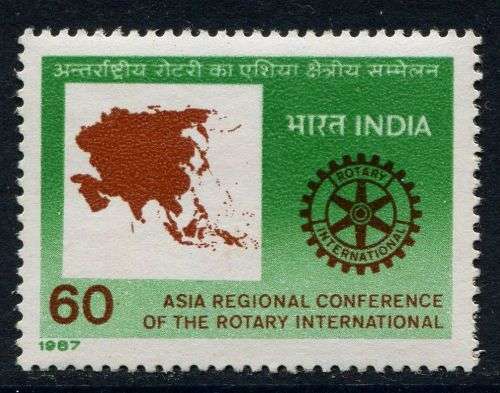 अन्तर्राष्ट्रीय रोटरी का एशिया क्षेत्रीय सम्मेलन
भारत INDIA
ROTARY
INTERNATIONAL
60
ASIA REGIONAL CONFERENCE
OF THE ROTARY INTERNATIONAL
1987